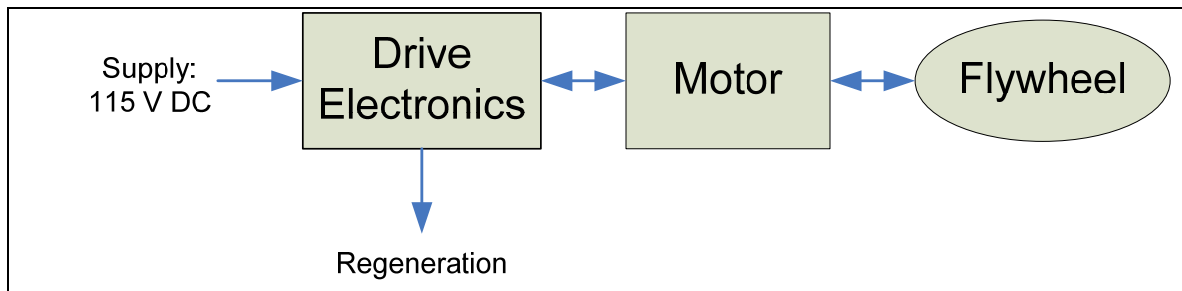 Supply:
115 V DC
Drive
Electronics
Motor
Flywheel
Regeneration